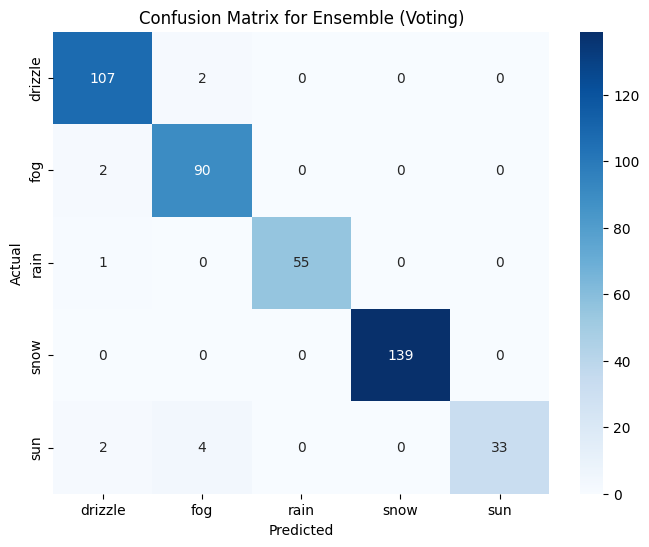 Confusion Matrix for Ensemble (Voting)
drizzle 107 2 0 0 0
fog 2 90 0 0 0
rain 1 0 55 0 0
snow 0 0 0 139 0
sun 2 4 0 0 33
drizzle fog rain snow sun
Predicted
Actual
120
100
80
60
40
20
0